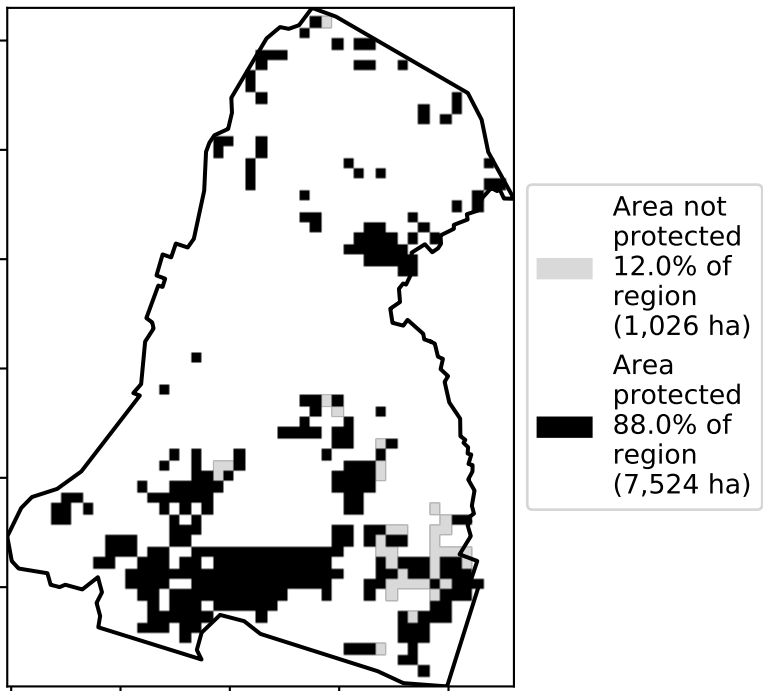 Area not
protected
12.0% of
region
(1,026 ha)
Area
protected
88.0% of
region
(7,524 ha)